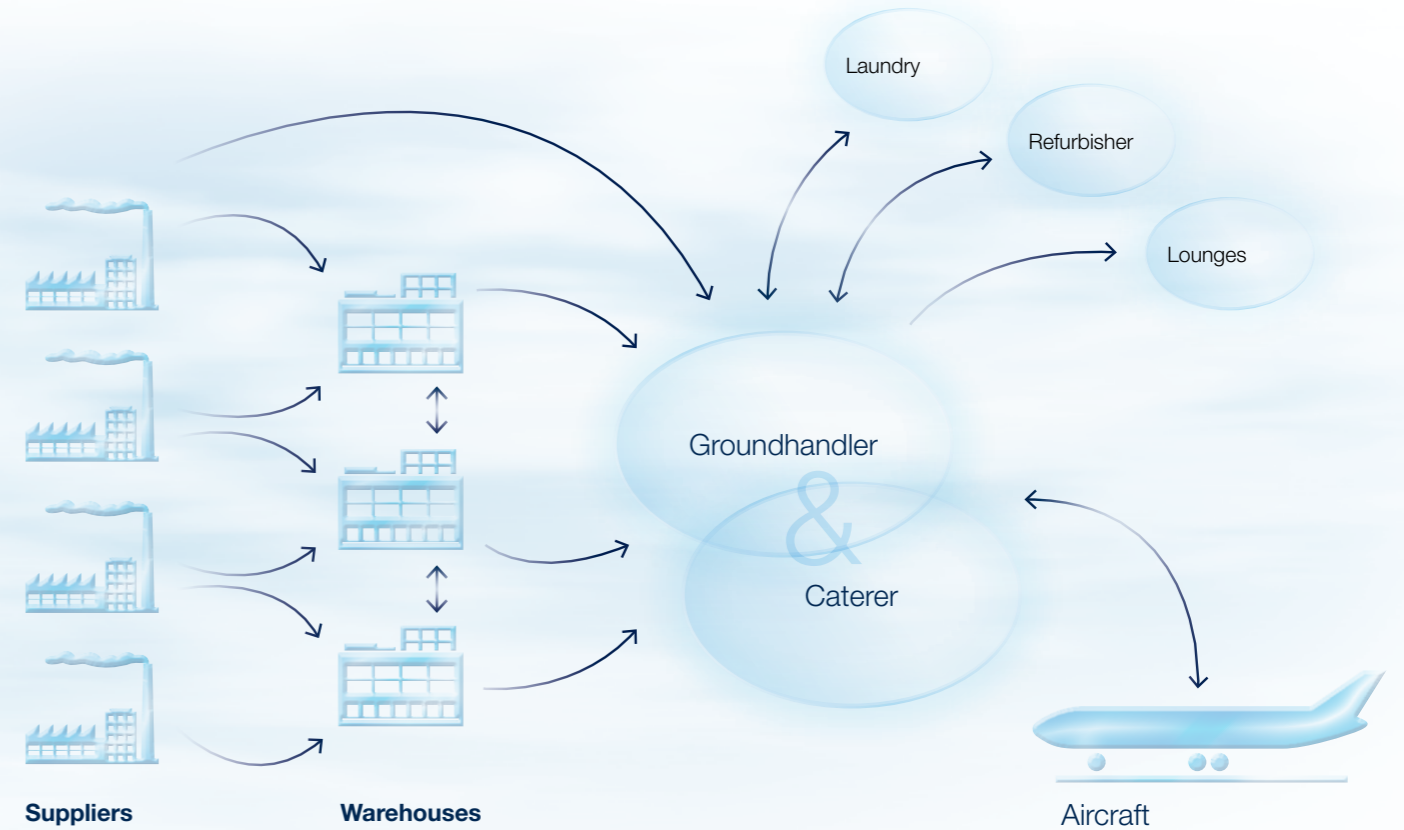 Laundry
Refurbisher
Lounges
Groundhandler
&
Caterer
Suppliers
Warehouses
Aircraft